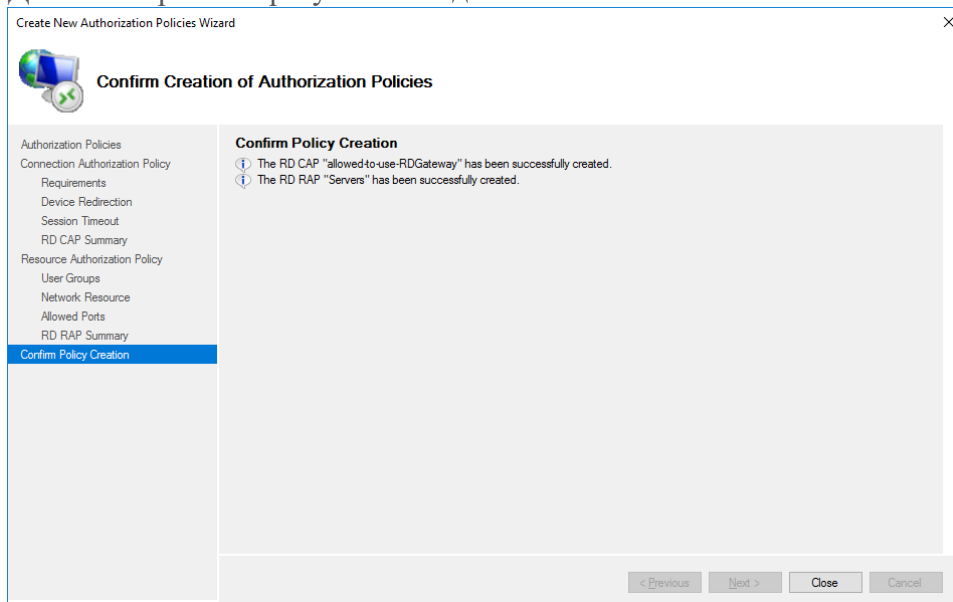 Create New Authorization Policies Wizard
Confirm Creation of Authorization Policies
Authorization Policies
Connection Authorization Policy
Requirements
Device Redirection
Session Timeout
RD CAP Summary
Resource Authorization Policy
User Groups
Network Resource
Allowed Ports
RD RAP Summary
Confirm Policy Creation
Confirm Policy Creation
The RD CAP "allowed-to-use-RDGateway" has been successfully created.
The RD RAP "Servers" has been successfully created.
< Previous Next > Close Cancel